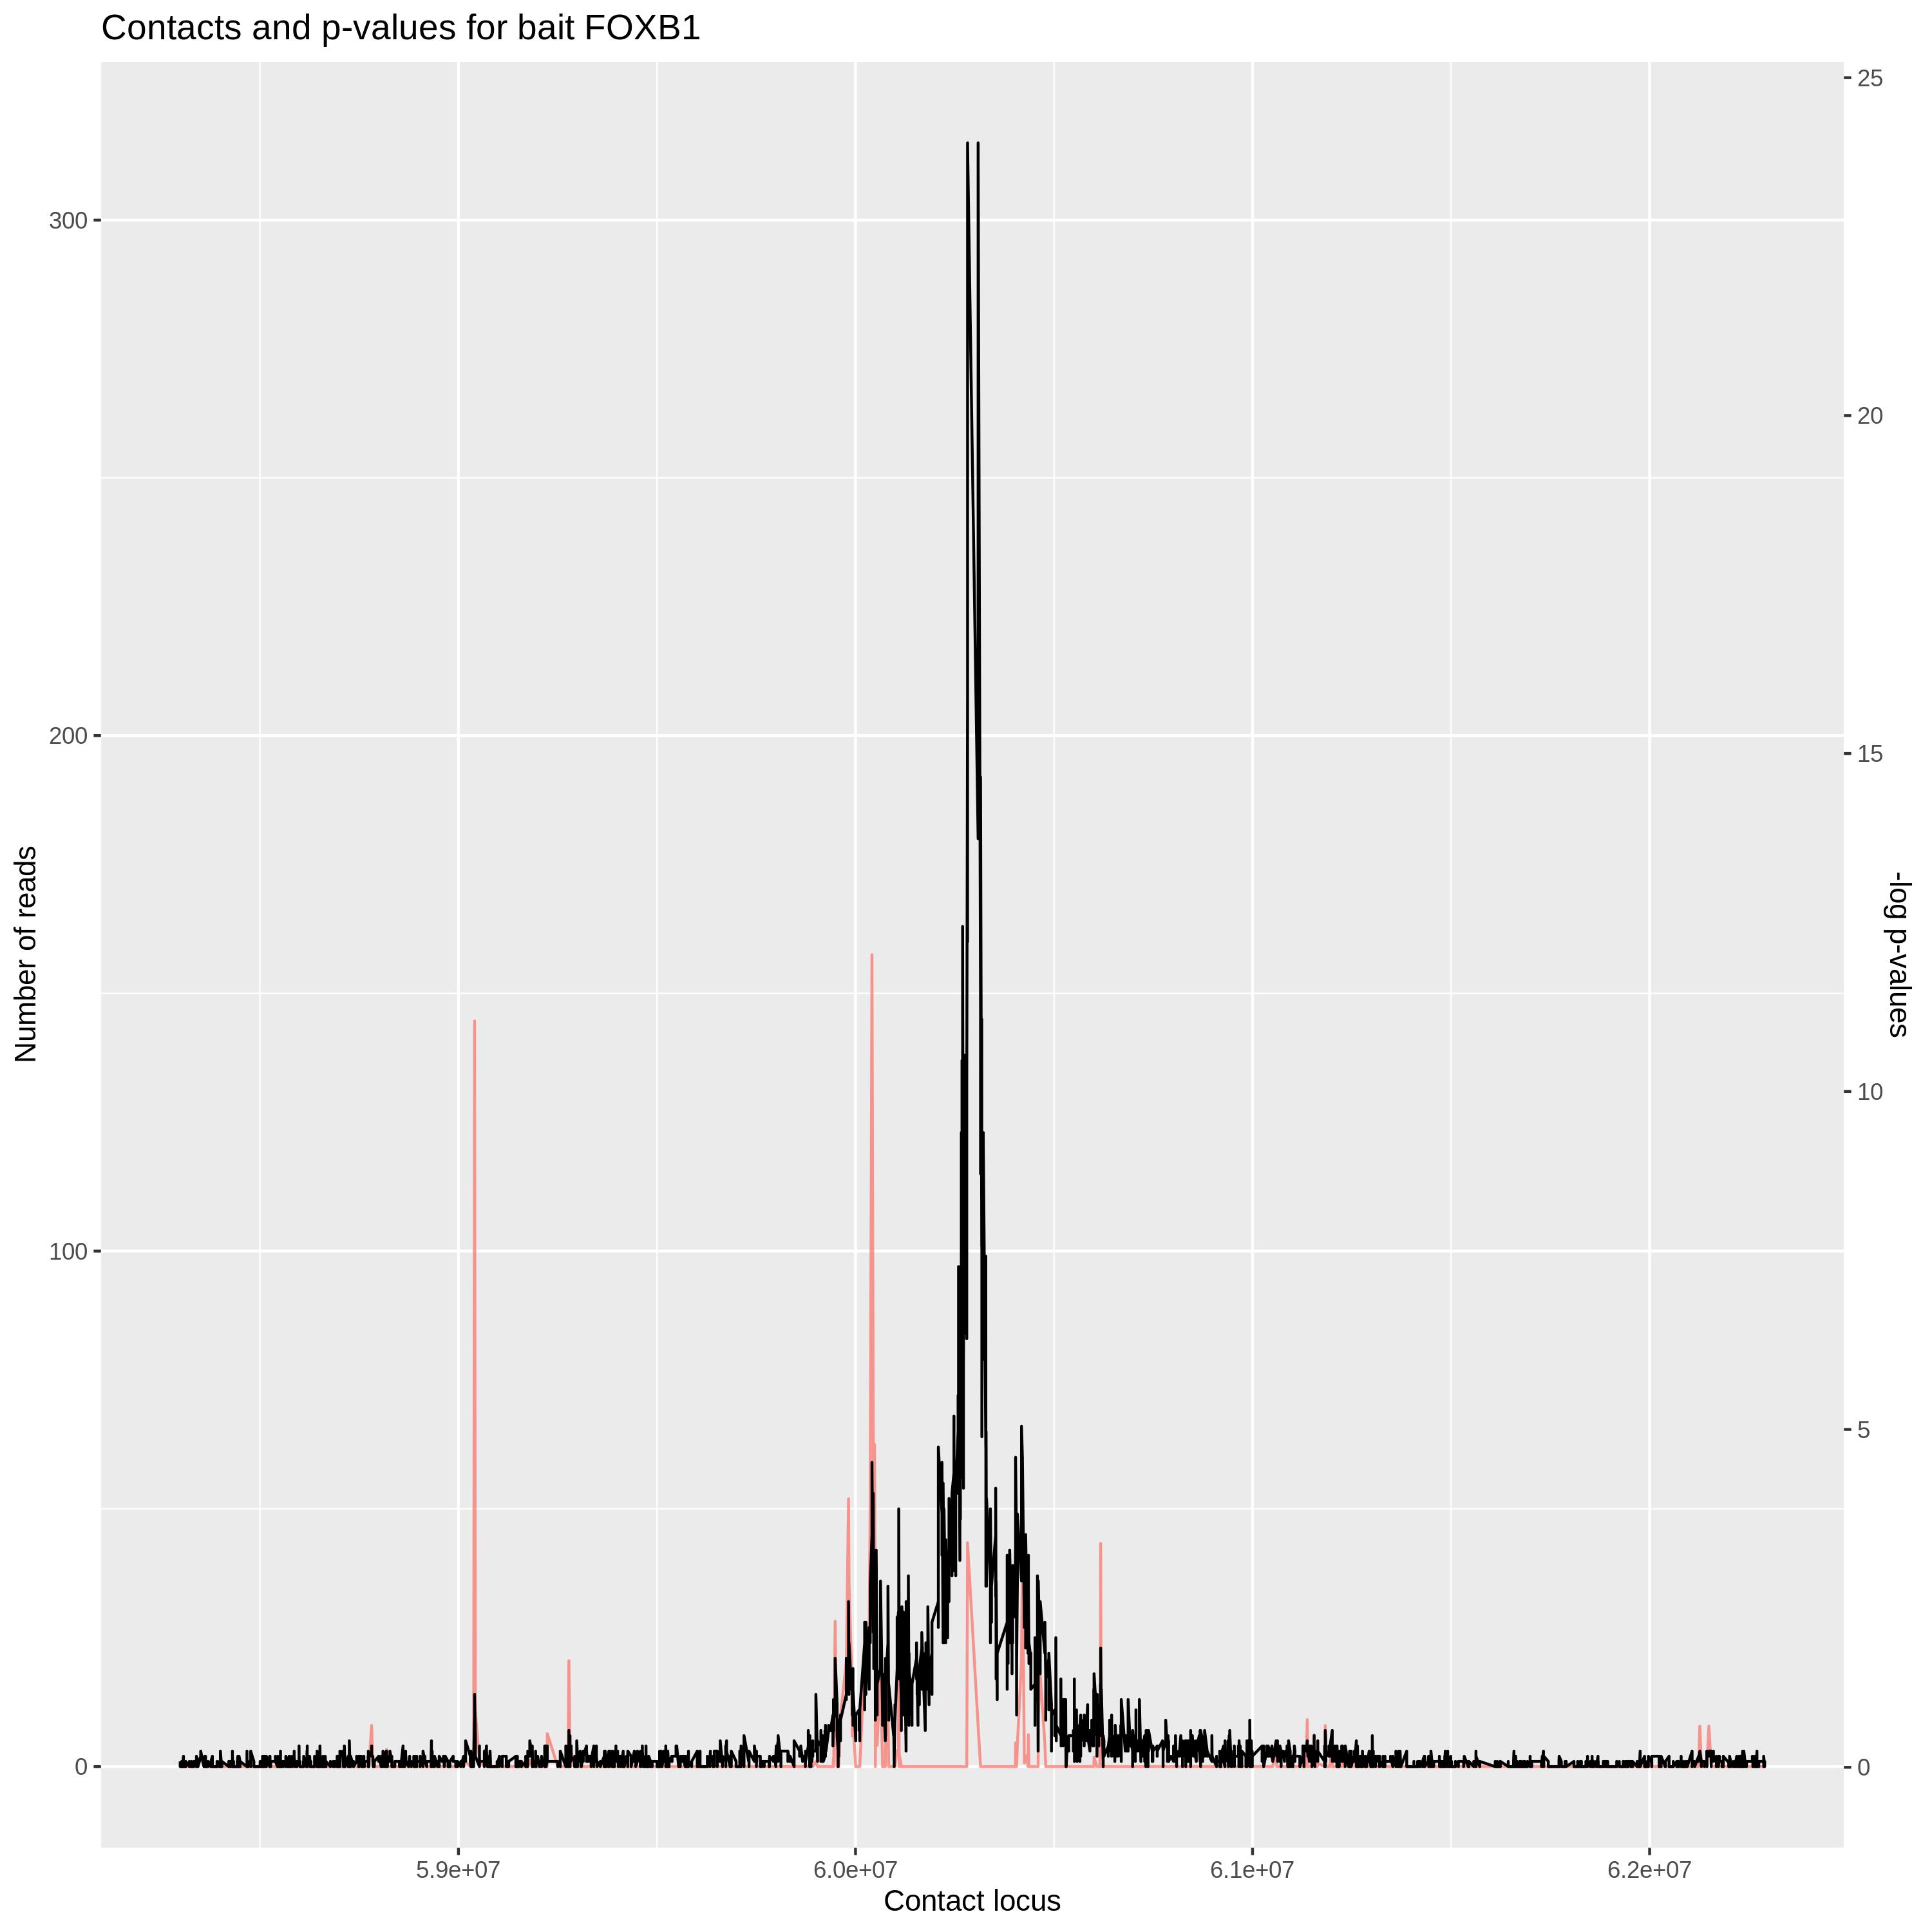 Contacts and p-values for bait FOXB1
Number of reads
300
200
100
0
25
20
15
10
5
0
-log p-values
5.9e+07
6.0e+07
6.1e+07
6.2e+07
Contact locus